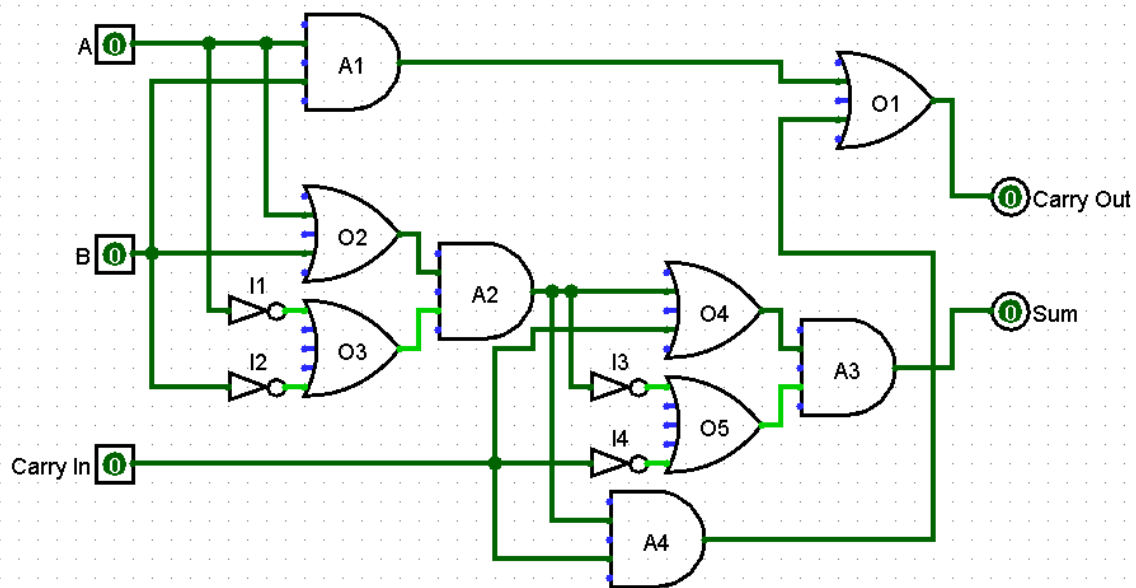 A 0
A1
O1
0 Carry Out
O2
B 0
A2
I1
O3
I2
O4
0 Sum
A3
I3
O5
I4
Carry In 0
A4